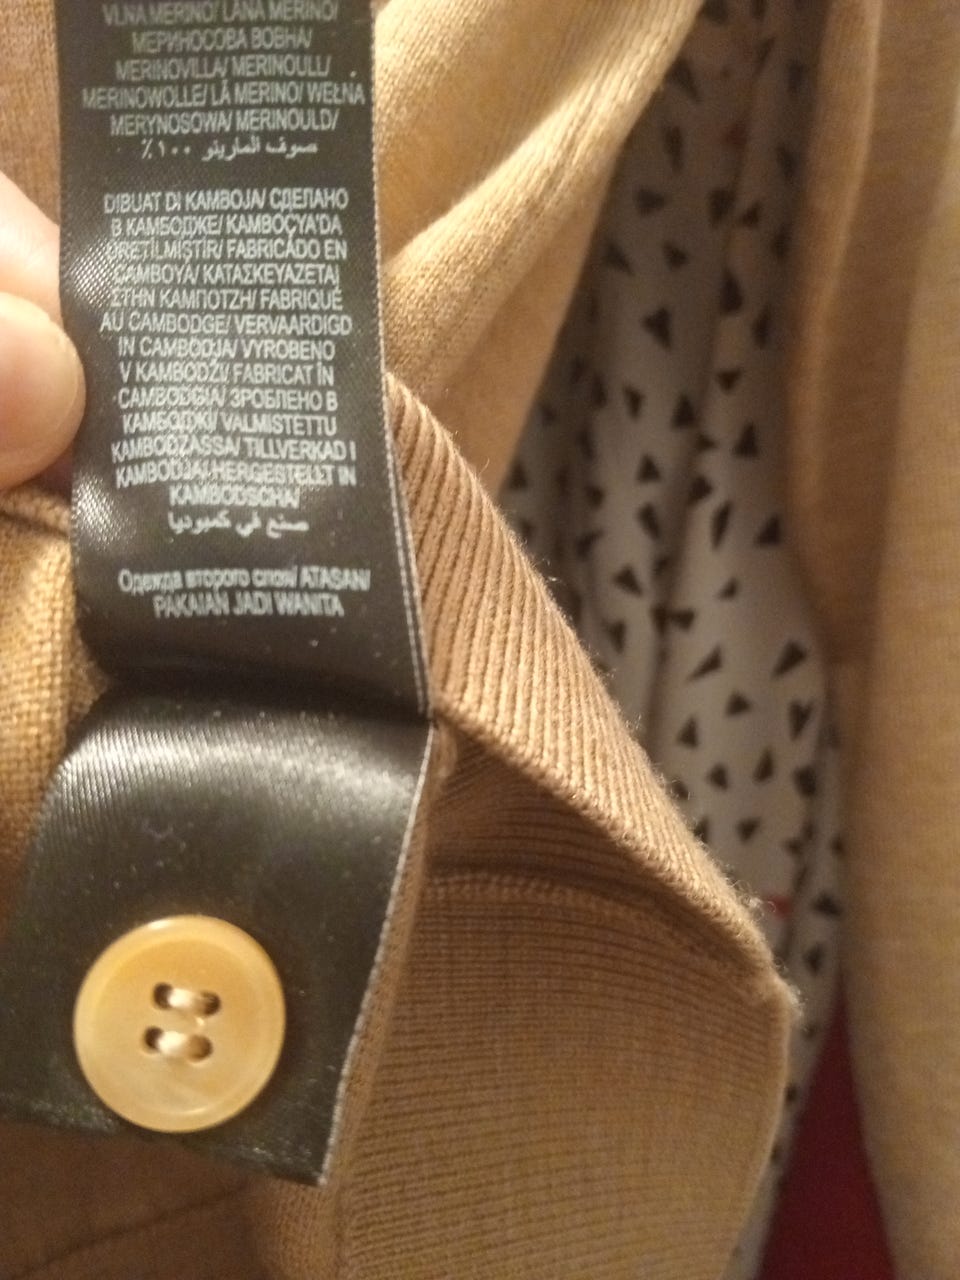 VLNA MERINO/ LÂNĂ MERINO/
МЕРИНОСОВА ВОВНА/
MERINOVILLA/ MERINOULL/
MERINOWOLLE/ LÃ MERINO/ WEŁNA
MERYNOSOWA/ MERINOULD/
صوف المارينو ١٠٠٪
DIBUAT DI KAMBOJA/ СДЕЛАНО
В КАМБОДЖЕ/ KAMBOÇYA'DA
ÜRETİLMİŞTİR/ FABRICADO EN
CAMBOYA/ ΚΑΤΑΣΚΕΥΑΖΕΤΑΙ
ΣΤΗΝ ΚΑΜΠΟΤΖΗ/ FABRIQUÉ
AU CAMBODGE/ VERVAARDIGD
IN CAMBODJA/ VYROBENO
V KAMBODŽI/ FABRICAT ÎN
CAMBODGIA/ ЗРОБЛЕНО В
КАМБОДЖІ/ VALMISTETTU
KAMBODZASSA/ TILLVERKAD I
KAMBODJA/ HERGESTELLT IN
KAMBODSCHA/
صنع في كمبوديا
Одежда второго слоя/ ATASAN/
PAKAIAN JADI WANITA